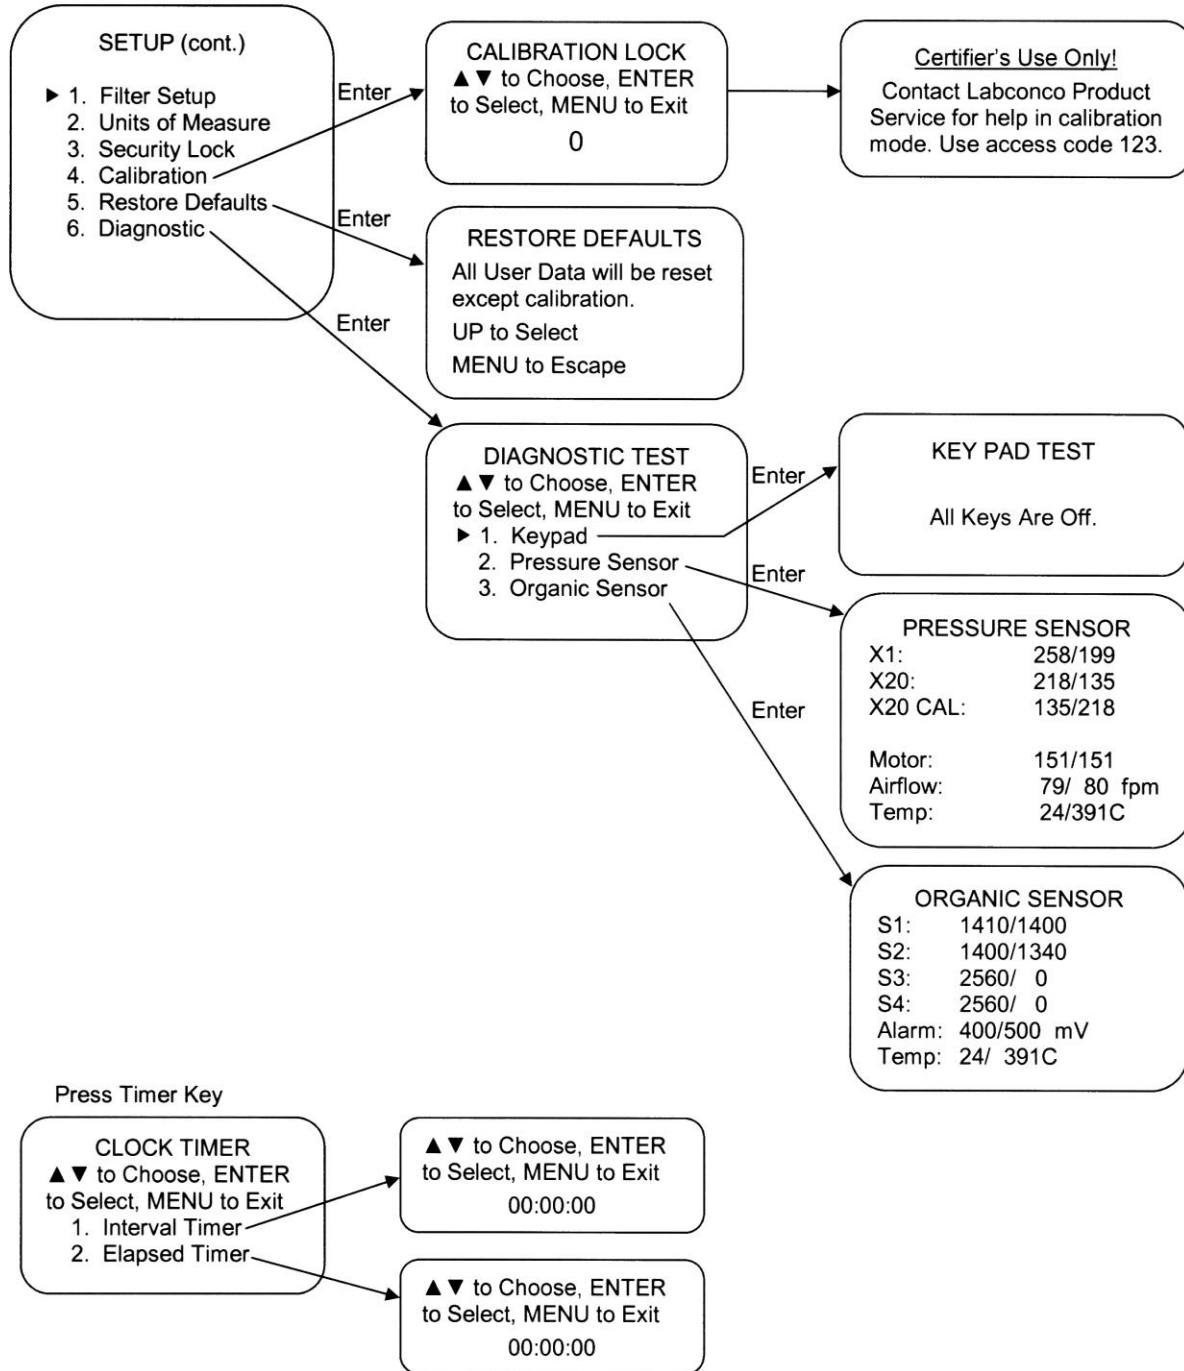 SETUP (cont.)
▶ 1. Filter Setup
2. Units of Measure
3. Security Lock
4. Calibration
5. Restore Defaults
6. Diagnostic
Enter
Enter
Enter
CALIBRATION LOCK
▲▼ to Choose, ENTER
to Select, MENU to Exit
0
Certifier's Use Only!
Contact Labconco Product
Service for help in calibration
mode. Use access code 123.
RESTORE DEFAULTS
All User Data will be reset
except calibration.
UP to Select
MENU to Escape
DIAGNOSTIC TEST
▲▼ to Choose, ENTER
to Select, MENU to Exit
▶ 1. Keypad
2. Pressure Sensor
3. Organic Sensor
Enter
Enter
Enter
KEY PAD TEST
All Keys Are Off.
PRESSURE SENSOR
X1: 258/199
X20: 218/135
X20 CAL: 135/218
Motor: 151/151
Airflow: 79/ 80 fpm
Temp: 24/391C
ORGANIC SENSOR
S1: 1410/1400
S2: 1400/1340
S3: 2560/ 0
S4: 2560/ 0
Alarm: 400/500 mV
Temp: 24/ 391C
Press Timer Key
CLOCK TIMER
▲▼ to Choose, ENTER
to Select, MENU to Exit
1. Interval Timer
2. Elapsed Timer
▲▼ to Choose, ENTER
to Select, MENU to Exit
00:00:00
▲▼ to Choose, ENTER
to Select, MENU to Exit
00:00:00